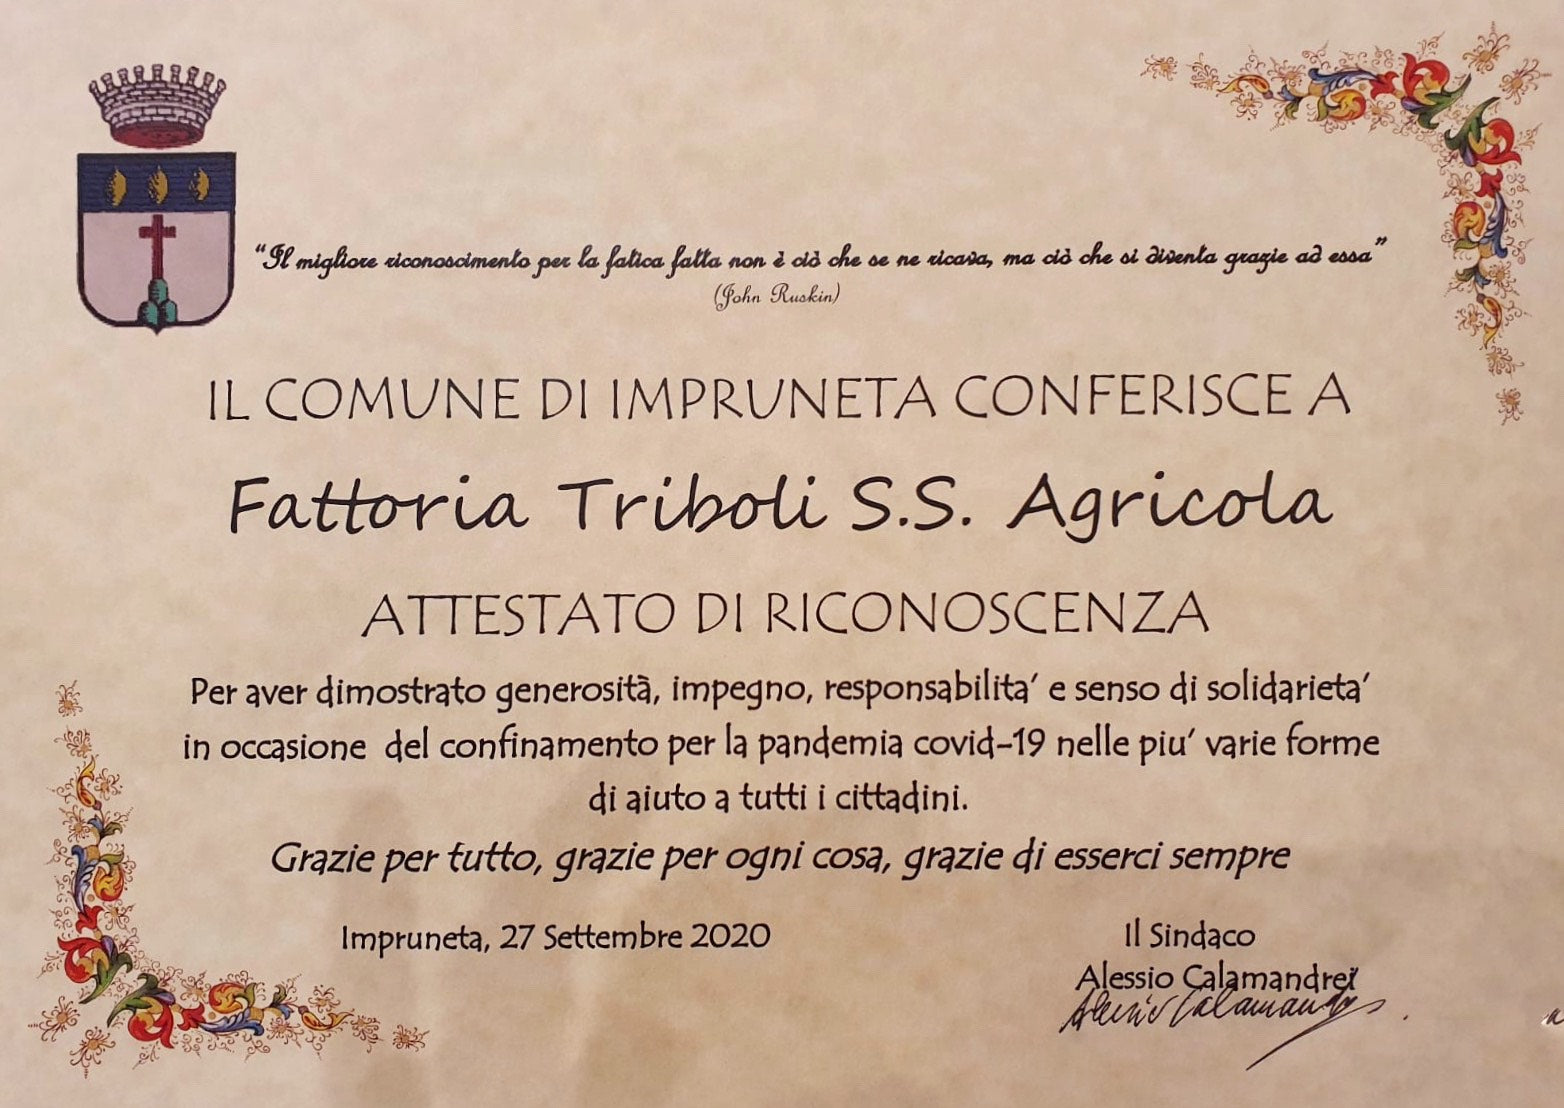 “Il migliore riconoscimento per la fatica fatta non è ciò che se ne ricava, ma ciò che si diventa grazie ad essa”
(John Ruskin)
IL COMUNE DI IMPRUNETA CONFERISCE A
Fattoria Triboli S.S. Agricola
ATTESTATO DI RICONOSCENZA
Per aver dimostrato generosità, impegno, responsabilita’ e senso di solidarieta’
in occasione del confinamento per la pandemia covid-19 nelle piu’ varie forme
di aiuto a tutti i cittadini.
Grazie per tutto, grazie per ogni cosa, grazie di esserci sempre
Impruneta, 27 Settembre 2020
Il Sindaco
Alessio Calamandrei
Alessio Calamandrei